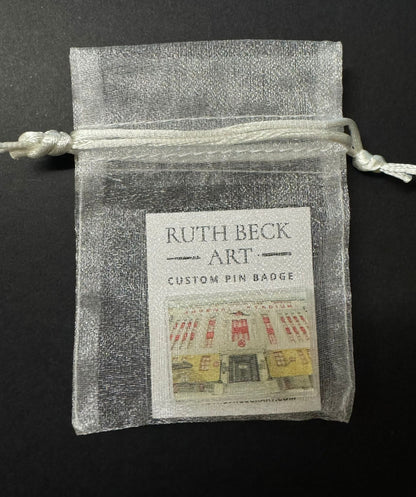 RUTH BECK
ART
CUSTOM PIN BADGE